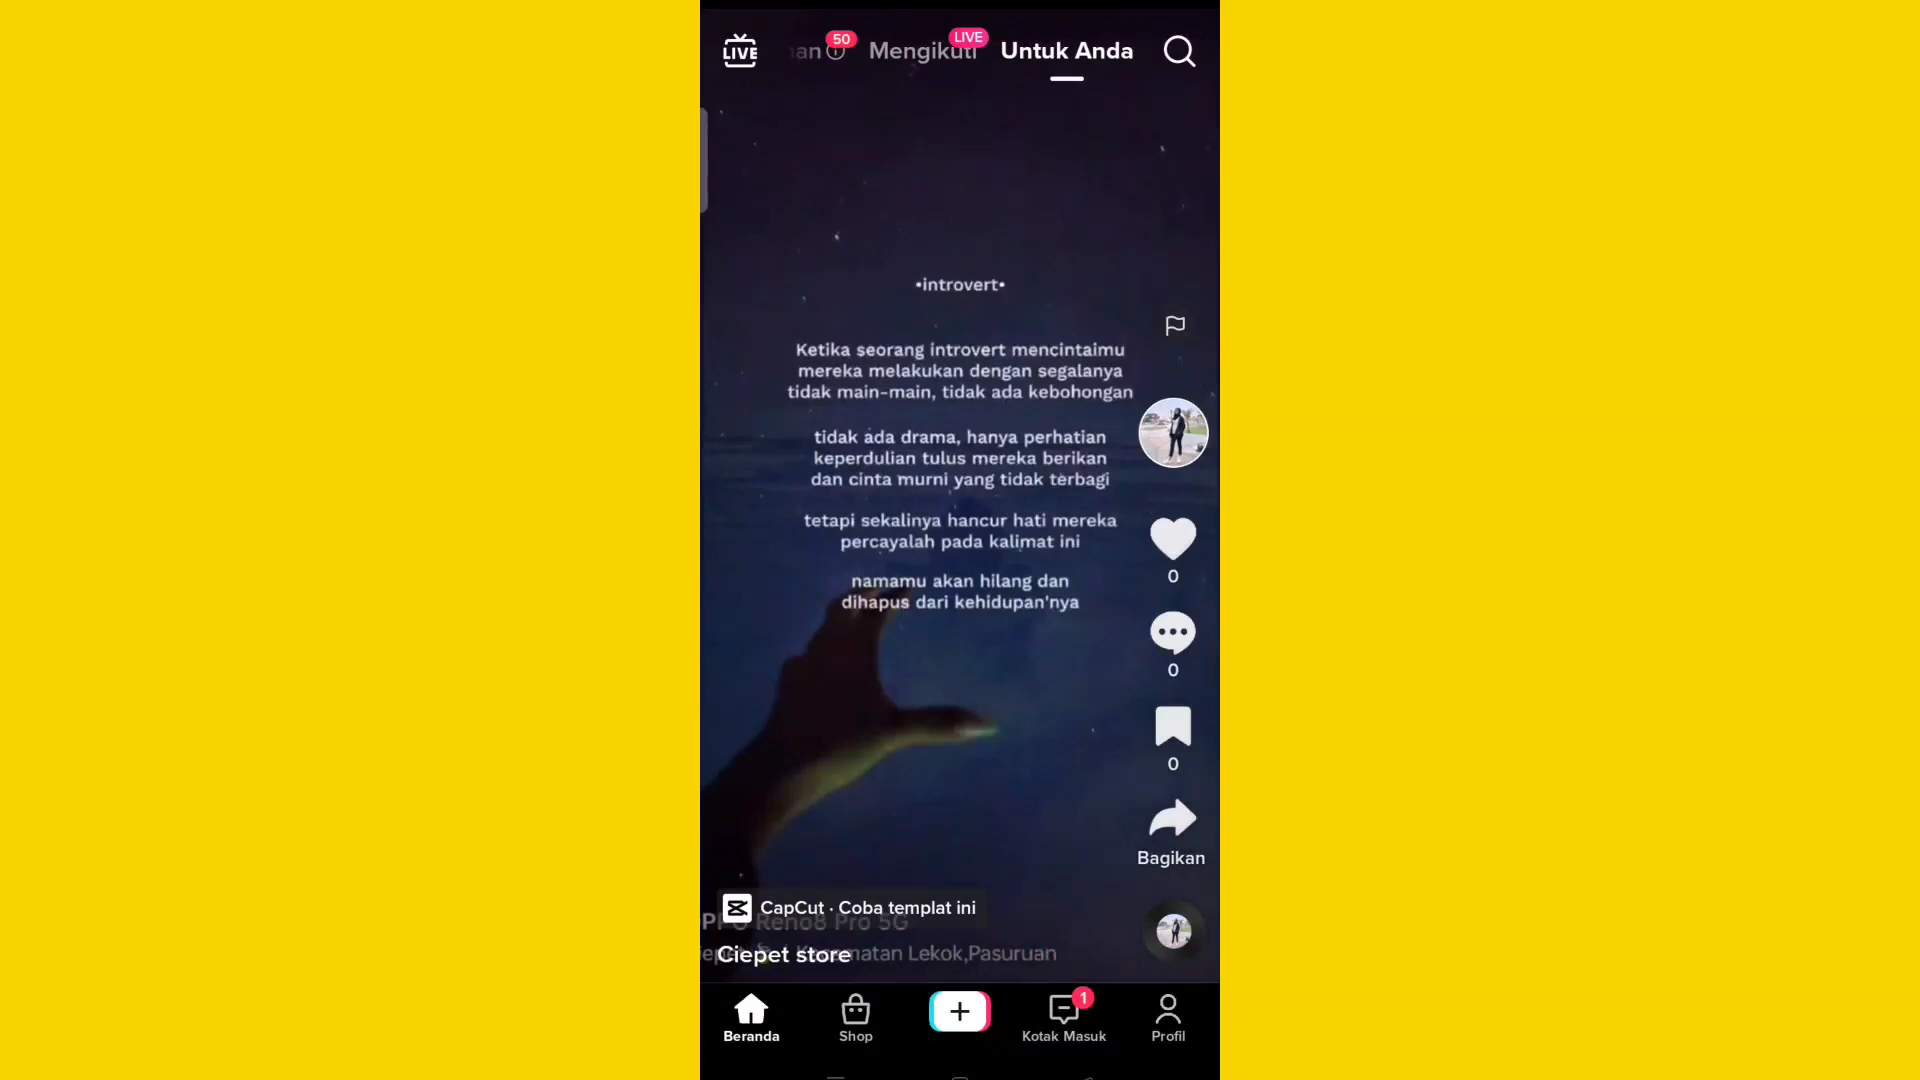 LIVE
50
Mengikuti
LIVE
Untuk Anda
•introvert•
Ketika seorang introvert mencintaimu
mereka melakukan dengan segalanya
tidak main-main, tidak ada kebohongan
tidak ada drama, hanya perhatian
keperdulian tulus mereka berikan
dan cinta murni yang tidak terbagi
tetapi sekalinya hancur hati mereka
percayalah pada kalimat ini
namamu akan hilang dan
dihapus dari kehidupan'nya
0
0
0
Bagikan
CapCut · Coba templat ini
Reno8 Pro 5G
Ciepet store
Lekok,Pasuruan
Beranda
Shop
1
Kotak Masuk
Profil